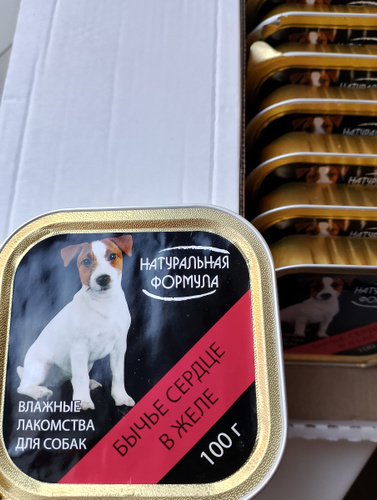 НАТУРАЛЬНАЯ
ФОРМУЛА
ВЛАЖНЫЕ
ЛАКОМСТВА
ДЛЯ СОБАК
БЫЧЬЕ СЕРДЦЕ
В ЖЕЛЕ
100 г